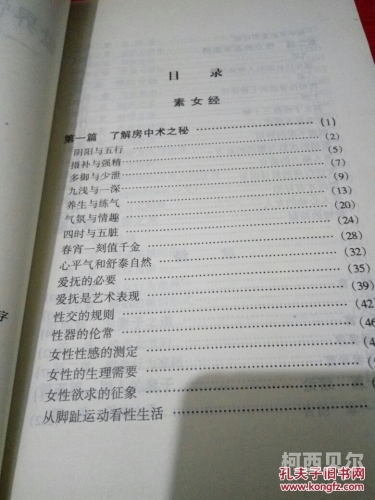 目 录
素女经
第一篇 了解房中术之秘 ……………… (1)
阴阳与五行 ……………… (2)
摄补与强精 ……………… (5)
多御与少泄 ……………… (7)
九浅与一深 ……………… (9)
养生与练气 ……………… (13)
气氛与情趣 ……………… (20)
四时与五脏 ……………… (24)
春宵一刻值千金 ……………… (28)
心平气和舒泰自然 ……………… (32)
爱抚的必要 ……………… (35)
爱抚是艺术表现 ……………… (39)
性交的规则 ……………… (42
性器的伦常 ……………… (4
女性性感的测定 ………………
女性的生理需要 ………………
女性欲求的征象 ………………
从脚趾运动看性生活 ………………
字
柯西贝尔
孔夫子旧书网